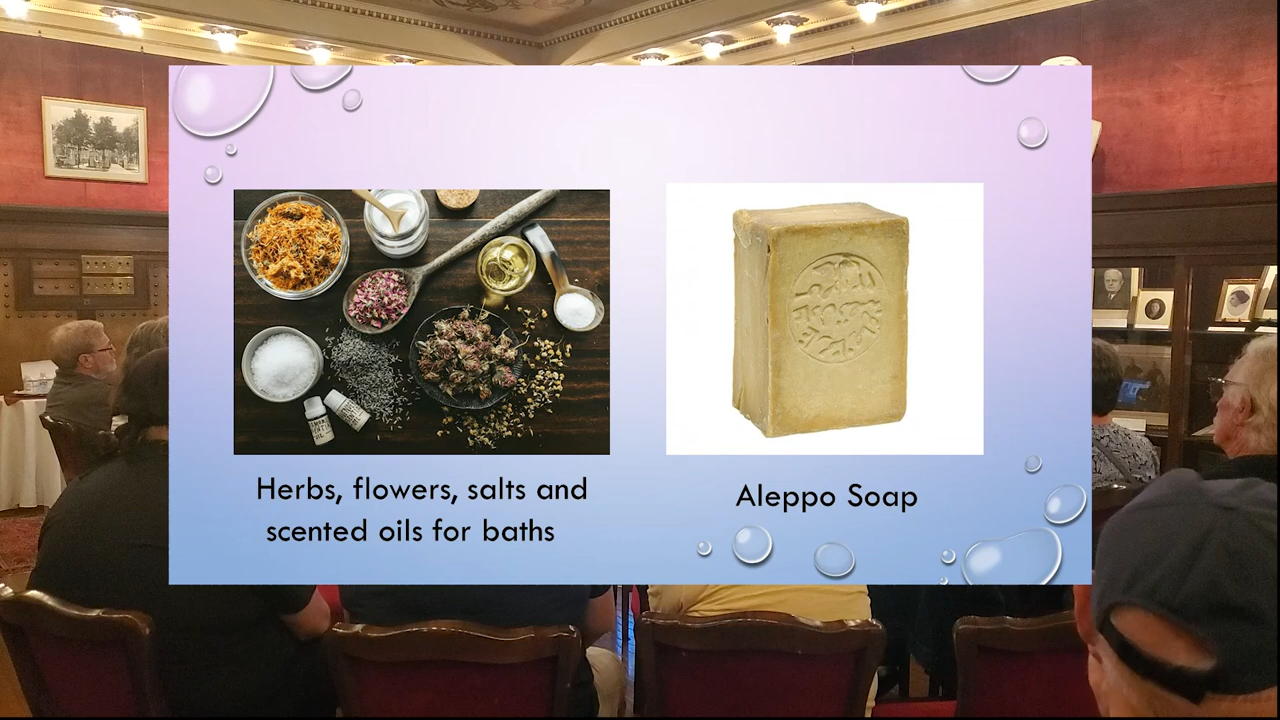 Herbs, flowers, salts and
scented oils for baths
Aleppo Soap